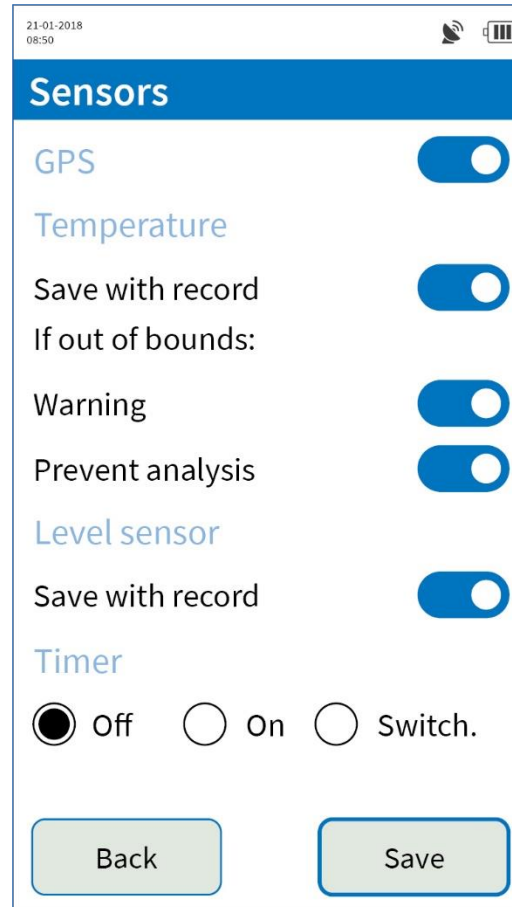 21-01-2018
08:50
Sensors
GPS
Temperature
Save with record
If out of bounds:
Warning
Prevent analysis
Level sensor
Save with record
Timer
Off On Switch.
Back Save